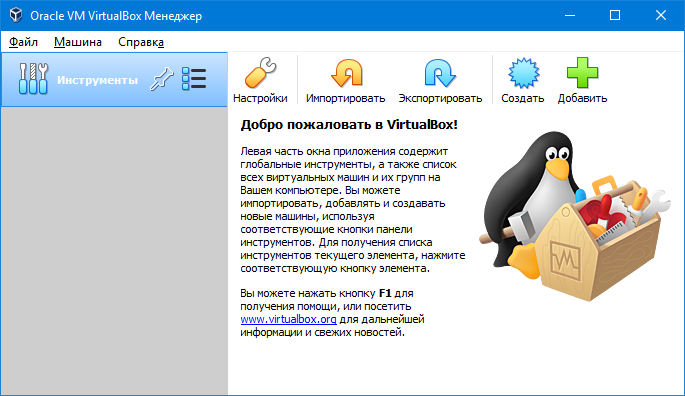 Oracle VM VirtualBox Менеджер
Файл Машина Справка
Инструменты
Настройки Импортировать Экспортировать Создать Добавить
Добро пожаловать в VirtualBox!
Левая часть окна приложения содержит
глобальные инструменты, а также список
всех виртуальных машин и их групп на
Вашем компьютере. Вы можете
импортировать, добавлять и создавать
новые машины, используя
соответствующие кнопки панели
инструментов. Для получения списка
инструментов текущего элемента, нажмите
соответствующую кнопку элемента.
Вы можете нажать кнопку F1 для
получения помощи, или посетить
www.virtualbox.org для дальнейшей
информации и свежих новостей.